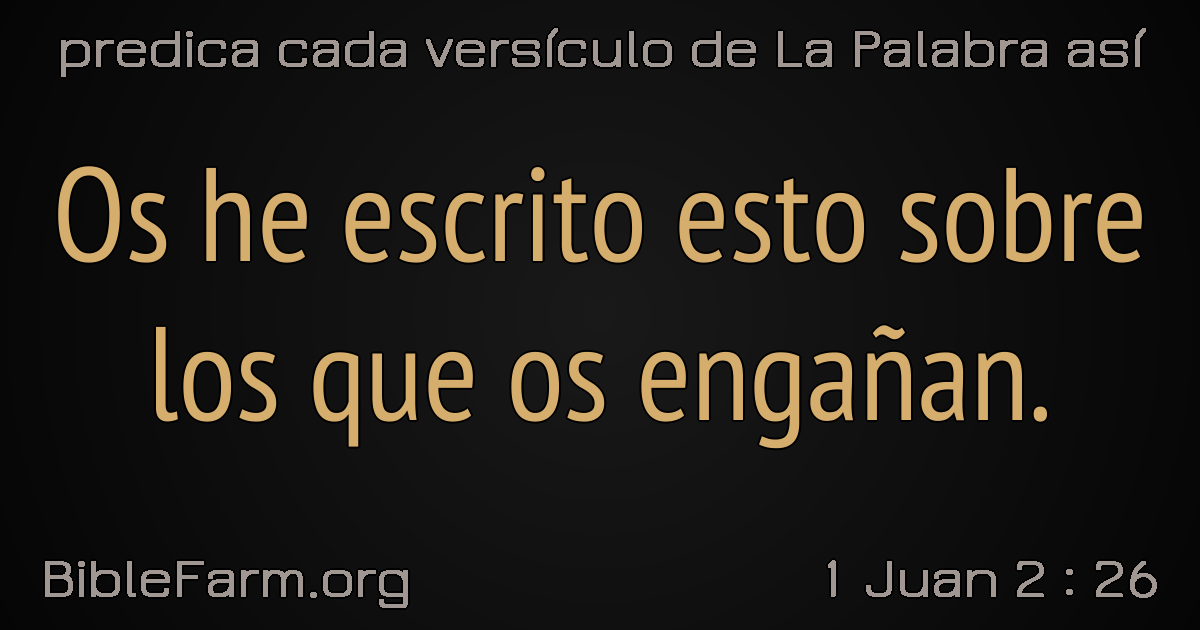 predica cada versículo de La Palabra así
Os he escrito esto sobre
los que os engañan.
BibleFarm.org
1 Juan 2 : 26